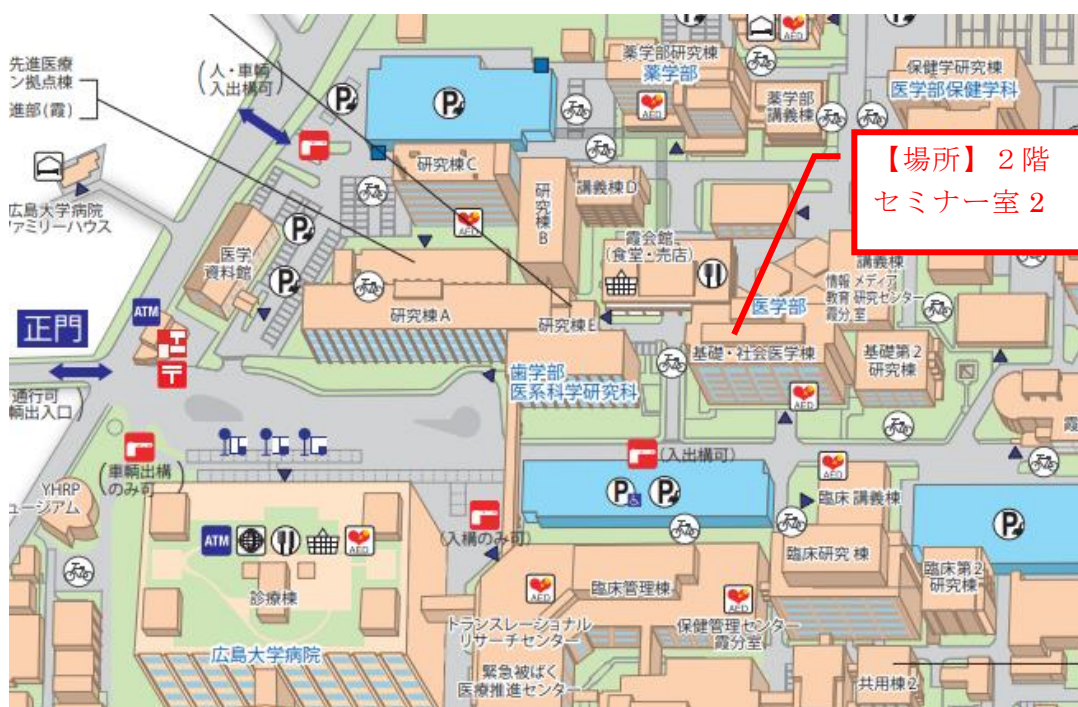 先進医療
ン拠点棟
進部(霞)
(人・車輌
入出構可)
薬学部研究棟
薬学部
AED
薬学部
講義棟
保健学研究棟
医学部保健学科
AED
P
P
P
P
【場所】２階
セミナー室２
研究棟C
AED
研究棟B
講義棟D
広島大学病院
ファミリーハウス
医学
資料館
P
P
霞会館
(食堂・売店)
講義棟
情報メディア
教育研究センター
霞分室
医学部
ATM
正門
研究棟A
研究棟E
基礎・社会医学棟
基礎第2
研究棟
AED
歯学部
医系科学研究科
通行可
輌出入口)
霞
(車輌出構
のみ可)
(入出構可)
P
P
AED
臨床 講義棟
P
YHRP
ュージアム
(入構のみ可)
ATM
AED
臨床研究 棟
臨床第2
研究棟
診療棟
AED
臨床管理棟
AED
トランスレーショナル
リサーチセンター
保健管理センター
霞分室
広島大学病院
緊急被ばく
医療推進センター
共用棟2